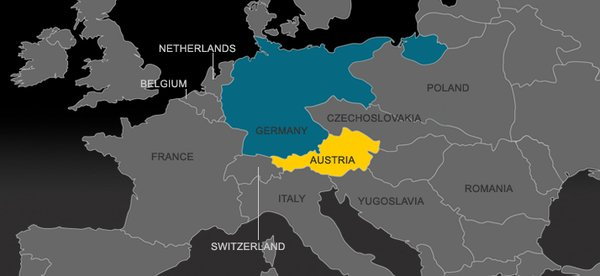 NETHERLANDS
BELGIUM
POLAND
CZECHOSLOVAKIA
GERMANY
FRANCE
AUSTRIA
ROMANIA
ITALY
YUGOSLAVIA
SWITZERLAND